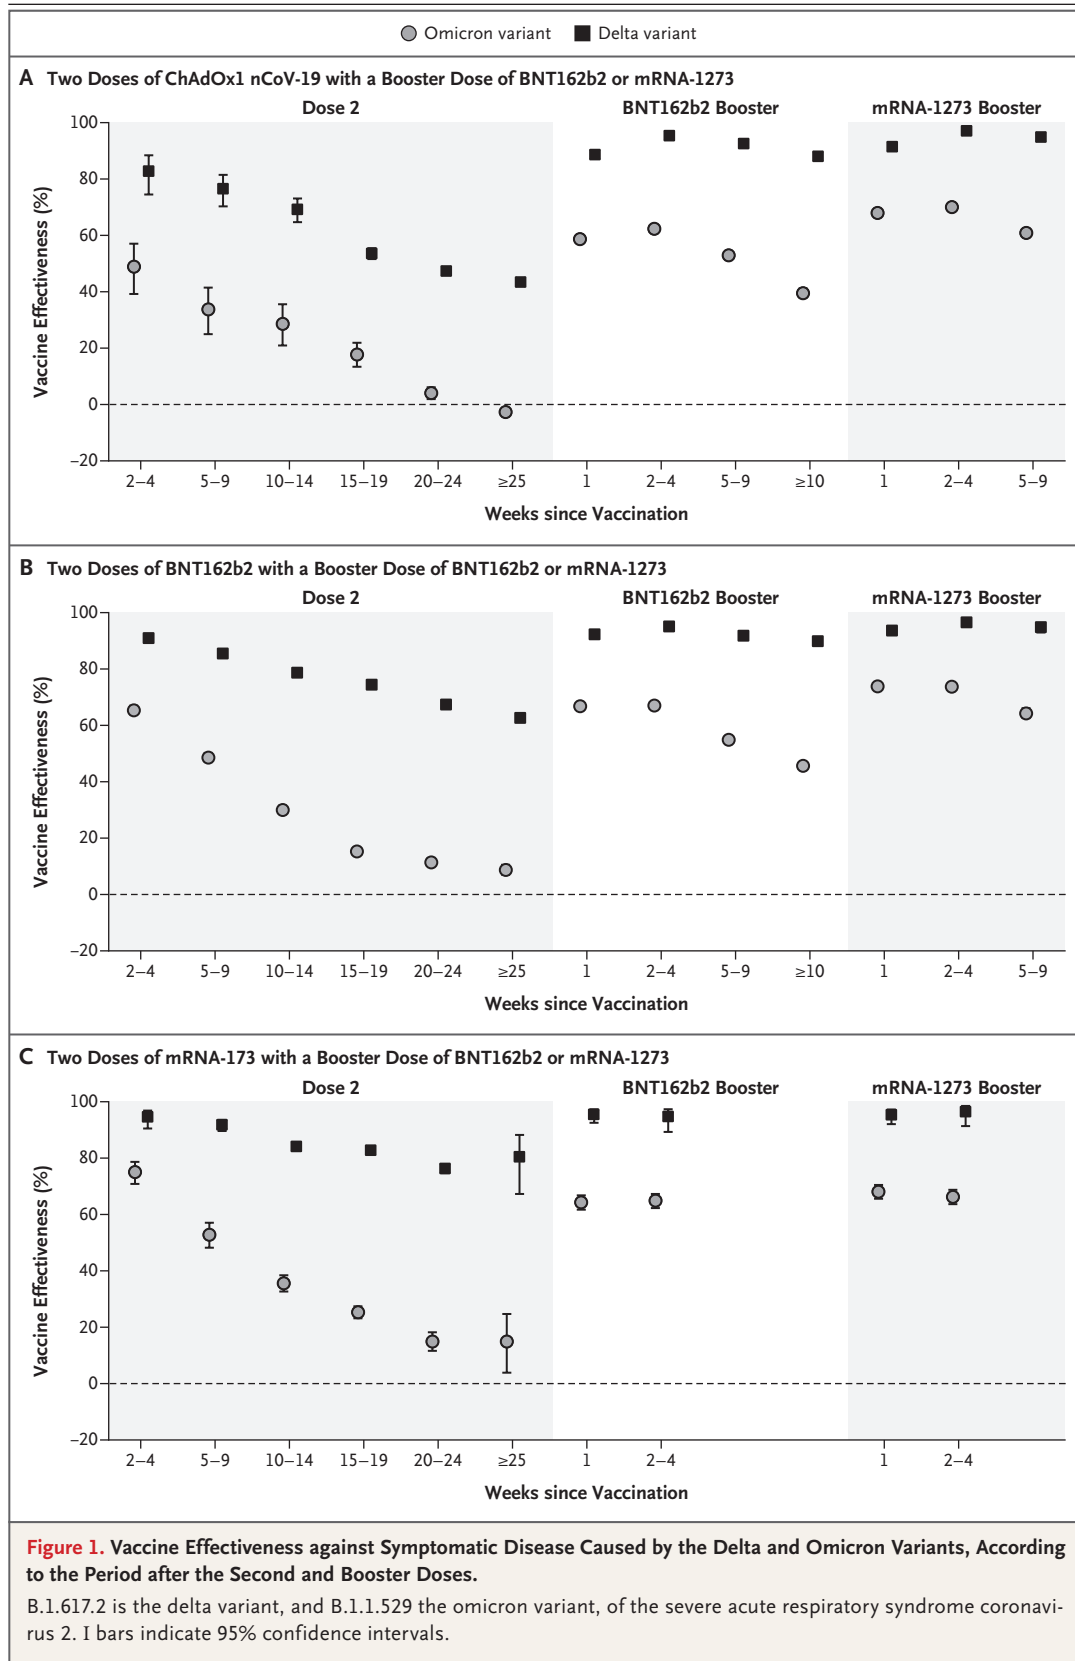 Omicron variant Delta variant
A Two Doses of ChAdOx1 nCoV-19 with a Booster Dose of BNT162b2 or mRNA-1273
Dose 2 BNT162b2 Booster mRNA-1273 Booster
Vaccine Effectiveness (%)
100
80
60
40
20
0
–20
2–4 5–9 10–14 15–19 20–24 ≥25 1 2–4 5–9 ≥10 1 2–4 5–9
Weeks since Vaccination
B Two Doses of BNT162b2 with a Booster Dose of BNT162b2 or mRNA-1273
Dose 2 BNT162b2 Booster mRNA-1273 Booster
Vaccine Effectiveness (%)
100
80
60
40
20
0
–20
2–4 5–9 10–14 15–19 20–24 ≥25 1 2–4 5–9 ≥10 1 2–4 5–9
Weeks since Vaccination
C Two Doses of mRNA-173 with a Booster Dose of BNT162b2 or mRNA-1273
Dose 2 BNT162b2 Booster mRNA-1273 Booster
Vaccine Effectiveness (%)
100
80
60
40
20
0
–20
2–4 5–9 10–14 15–19 20–24 ≥25 1 2–4 1 2–4
Weeks since Vaccination
Figure 1. Vaccine Effectiveness against Symptomatic Disease Caused by the Delta and Omicron Variants, According
to the Period after the Second and Booster Doses.
B.1.617.2 is the delta variant, and B.1.1.529 the omicron variant, of the severe acute respiratory syndrome coronavi-
rus 2. I bars indicate 95% confidence intervals.